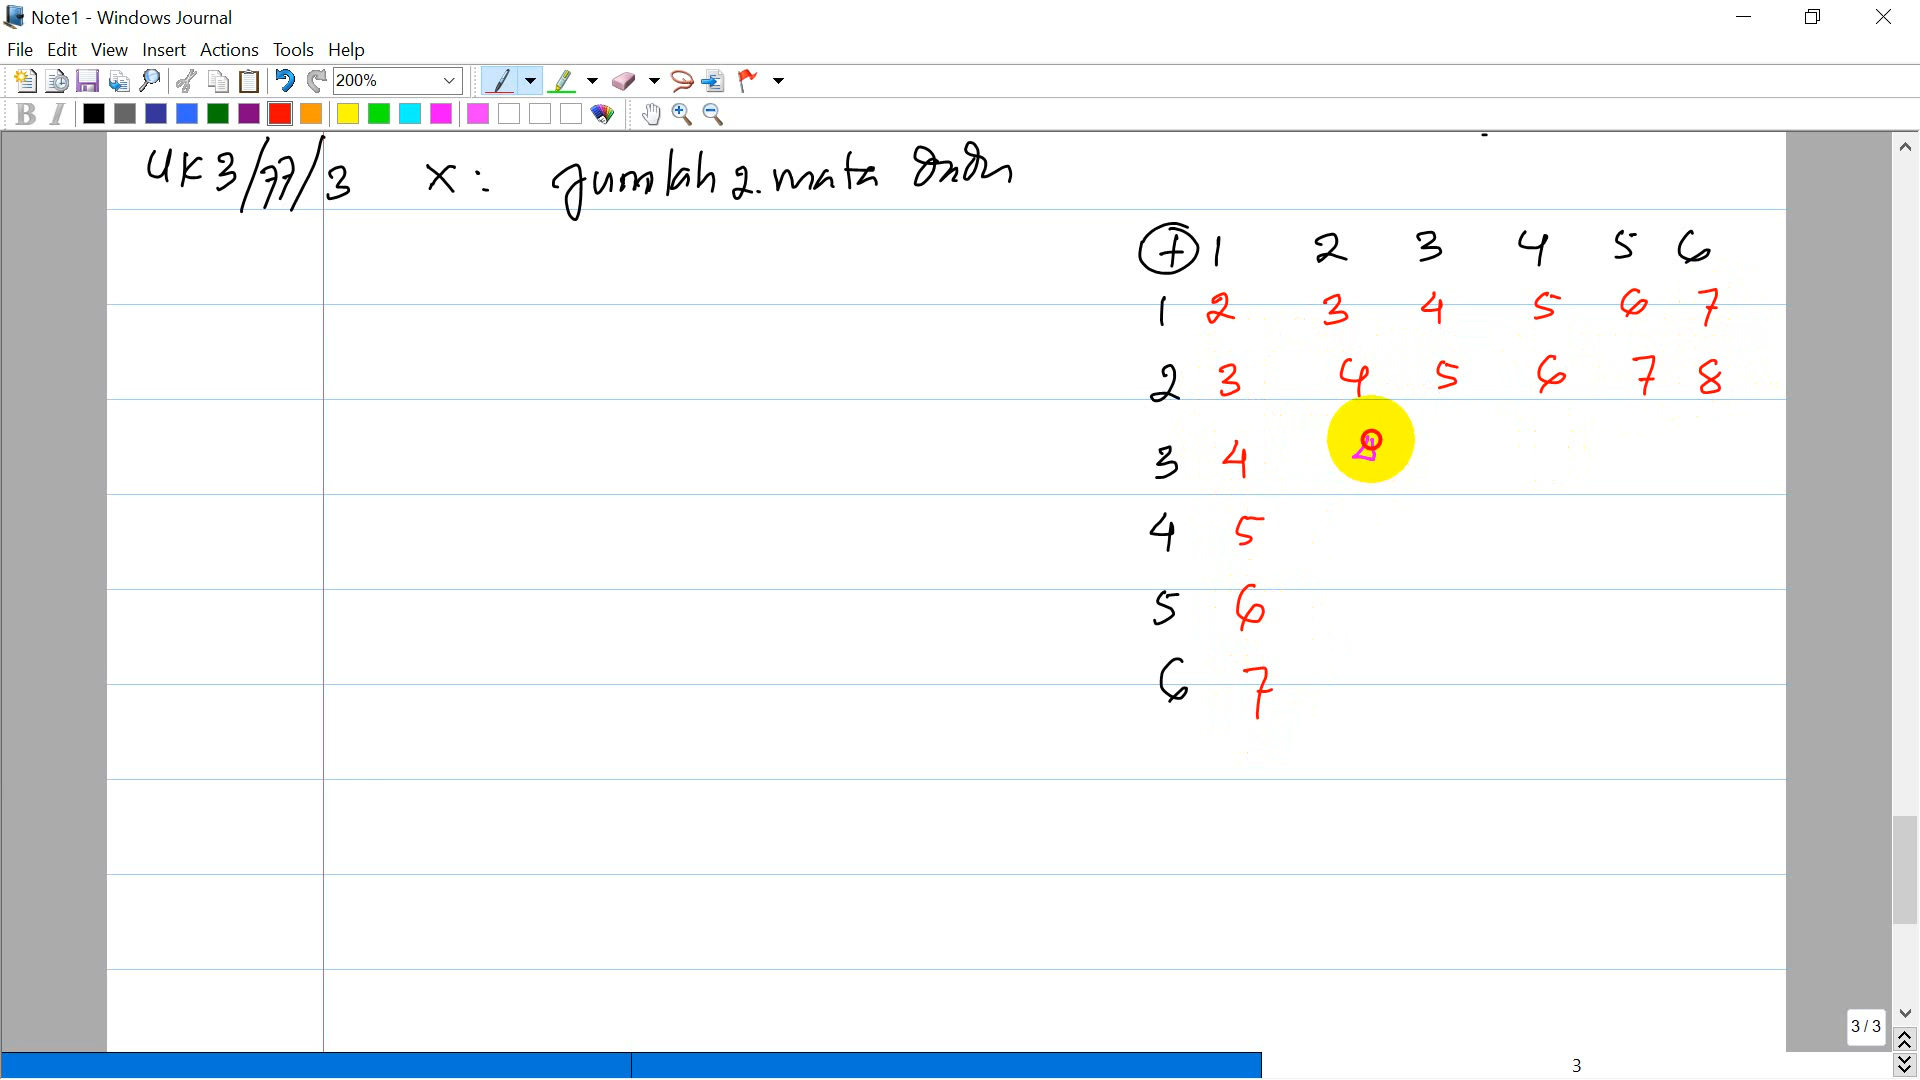 Note1 - Windows Journal
File Edit View Insert Actions Tools Help
200%
B I
UK3/77/3 X: Jumlah 2. mata dadu
+ 1 2 3 4 5 6
1 2 3 4 5 6 7
2 3 4 5 6 7 8
3 4
4 5
5 6
6 7
3 / 3
3